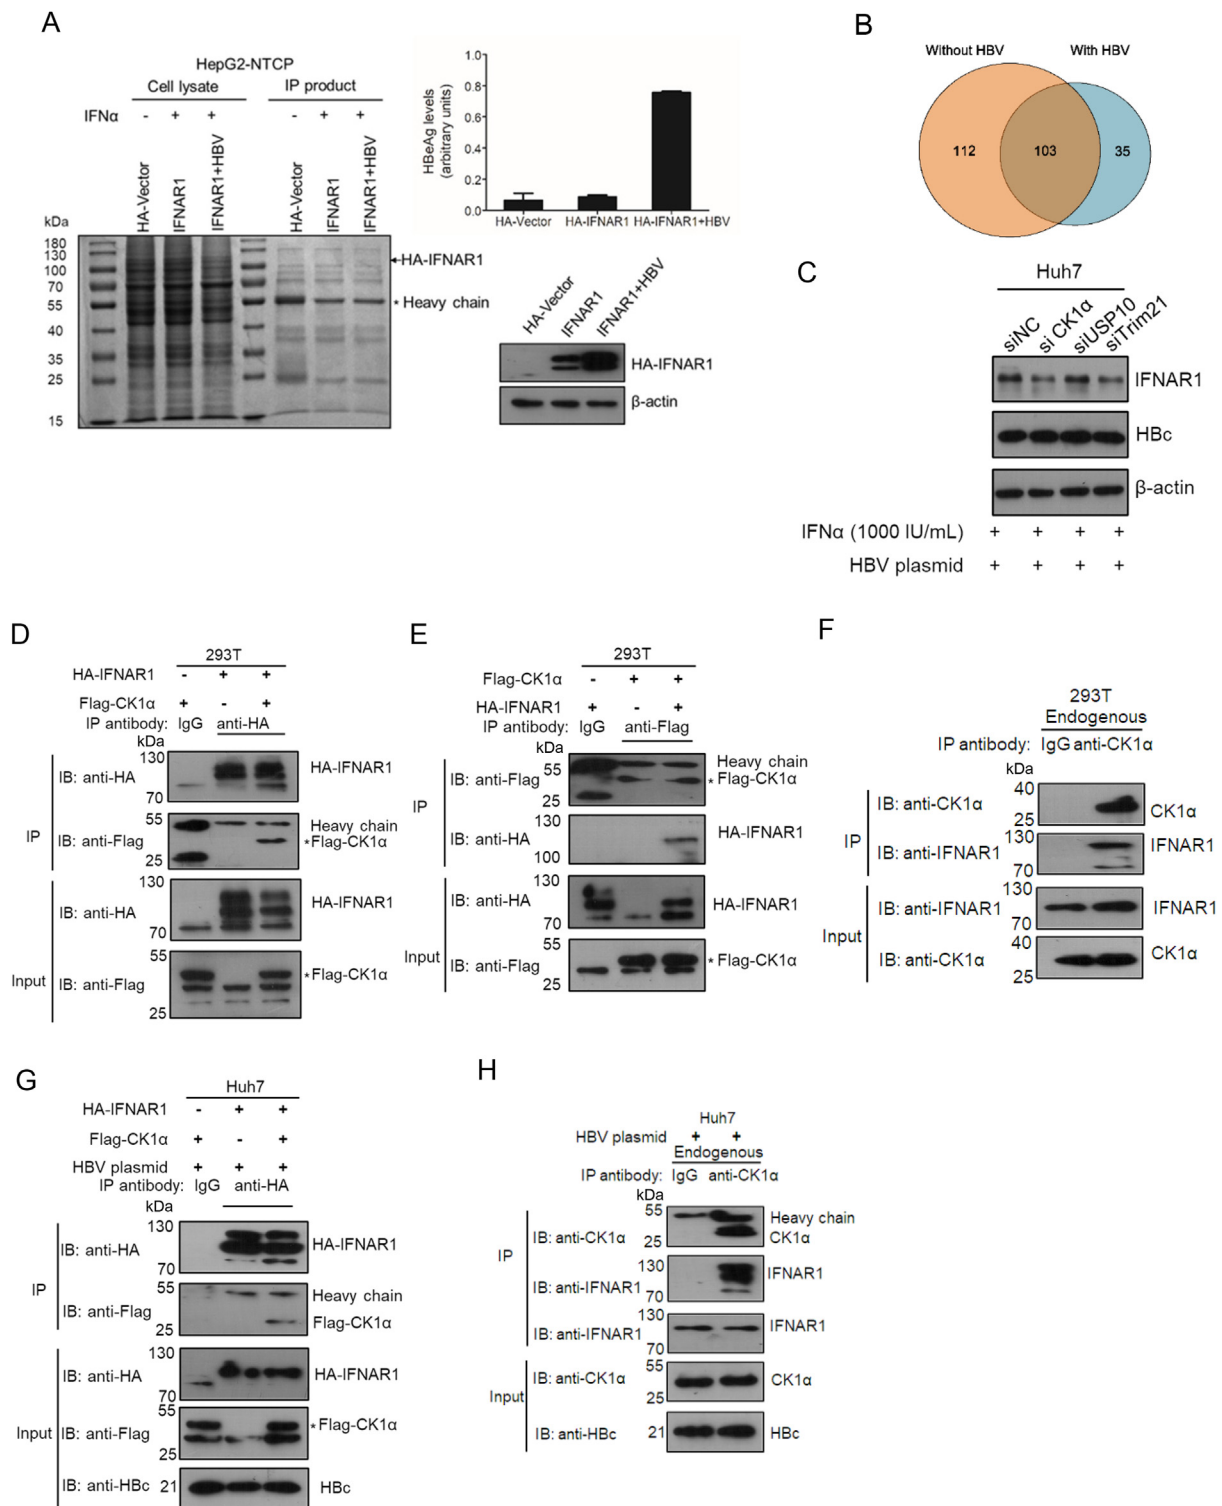 A
HepG2-NTCP
Cell lysate IP product
IFNα - + + - + +
HA-Vector IFNAR1 IFNAR1+HBV HA-Vector IFNAR1 IFNAR1+HBV
kDa
180
130
100
70
55
40
35
25
15
HA-IFNAR1
* Heavy chain
HBeAg levels
(arbitrary units)
1.0
0.8
0.6
0.4
0.2
0.0
HA-Vector HA-IFNAR1 HA-IFNAR1+HBV
HA-Vector IFNAR1 IFNAR1+HBV
HA-IFNAR1
β-actin
B
Without HBV With HBV
112 103 35
C
Huh7
siNC si CK1α siUSP10 siTrim21
IFNAR1
HBc
β-actin
IFNα (1000 IU/mL) + + + +
HBV plasmid + + + +
D
293T
HA-IFNAR1 - + +
Flag-CK1α + - +
IP antibody: IgG anti-HA
kDa
IP
IB: anti-HA 130 70 HA-IFNAR1
IB: anti-Flag 55 25 Heavy chain
*Flag-CK1α
Input
IB: anti-HA 130 70 HA-IFNAR1
IB: anti-Flag 55 25 *Flag-CK1α
E
293T
Flag-CK1α - + +
HA-IFNAR1 + - +
IP antibody: IgG anti-Flag
kDa
IP
IB: anti-Flag 55 25 Heavy chain
* Flag-CK1α
IB: anti-HA 130 100 HA-IFNAR1
Input
IB: anti-HA 130 70 HA-IFNAR1
IB: anti-Flag 55 25 * Flag-CK1α
F
293T
Endogenous
IP antibody: IgG anti-CK1α
kDa
IP
IB: anti-CK1α 40 25 CK1α
IB: anti-IFNAR1 130 70 IFNAR1
Input
IB: anti-IFNAR1 130 70 IFNAR1
IB: anti-CK1α 40 25 CK1α
G
Huh7
HA-IFNAR1 - + +
Flag-CK1α + - +
HBV plasmid + + +
IP antibody: IgG anti-HA
kDa
IP
IB: anti-HA 130 70 HA-IFNAR1
IB: anti-Flag 55 25 Heavy chain
Flag-CK1α
Input
IB: anti-HA 130 70 HA-IFNAR1
IB: anti-Flag 55 25 * Flag-CK1α
IB: anti-HBc 21 HBc
H
Huh7
HBV plasmid + +
Endogenous
IP antibody: IgG anti-CK1α
kDa
IP
IB: anti-CK1α 55 25 Heavy chain
CK1α
IB: anti-IFNAR1 130 70 IFNAR1
IB: anti-IFNAR1 130 70 IFNAR1
Input
IB: anti-CK1α 55 25 CK1α
IB: anti-HBc 21 HBc